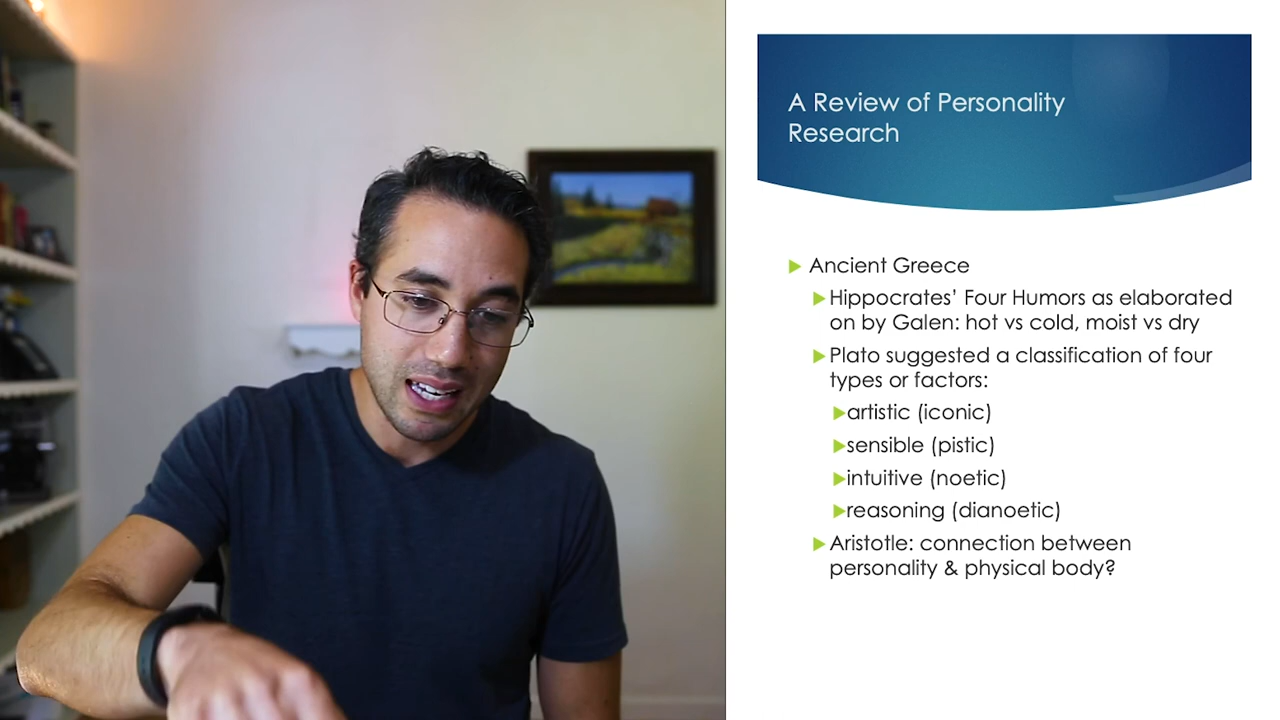 A Review of Personality
Research
Ancient Greece
Hippocrates’ Four Humors as elaborated
on by Galen: hot vs cold, moist vs dry
Plato suggested a classification of four
types or factors:
artistic (iconic)
sensible (pistic)
intuitive (noetic)
reasoning (dianoetic)
Aristotle: connection between
personality & physical body?